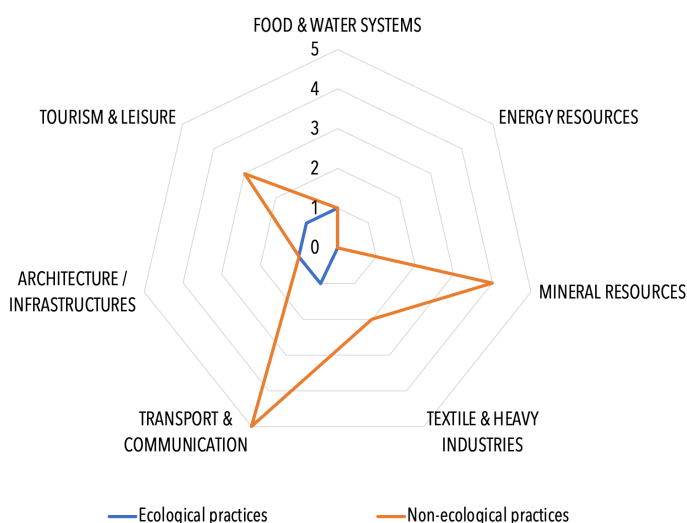 FOOD & WATER SYSTEMS
5
4
3
2
1
0
TOURISM & LEISURE
ENERGY RESOURCES
ARCHITECTURE /
INFRASTRUCTURES
MINERAL RESOURCES
TRANSPORT &
COMMUNICATION
TEXTILE & HEAVY
INDUSTRIES
Ecological practices
Non-ecological practices